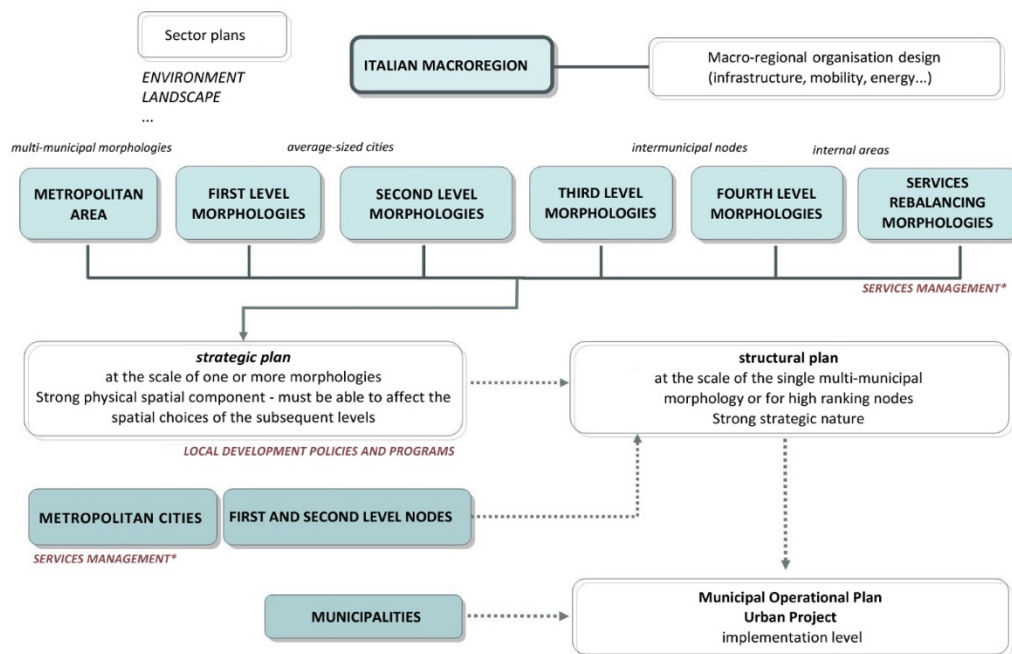 Sector plans
ENVIRONMENT
LANDSCAPE
...
ITALIAN MACROREGION
Macro-regional organisation design
(infrastructure, mobility, energy...)
multi-municipal morphologies
average-sized cities
intermunicipal nodes
internal areas
METROPOLITAN
AREA
FIRST LEVEL
MORPHOLOGIES
SECOND LEVEL
MORPHOLOGIES
THIRD LEVEL
MORPHOLOGIES
FOURTH LEVEL
MORPHOLOGIES
SERVICES
REBALANCING
MORPHOLOGIES
SERVICES MANAGEMENT*
strategic plan
at the scale of one or more morphologies
Strong physical spatial component - must be able to affect the
spatial choices of the subsequent levels
LOCAL DEVELOPMENT POLICIES AND PROGRAMS
structural plan
at the scale of the single multi-municipal
morphology or for high ranking nodes
Strong strategic nature
METROPOLITAN CITIES
FIRST AND SECOND LEVEL NODES
SERVICES MANAGEMENT*
MUNICIPALITIES
Municipal Operational Plan
Urban Project
implementation level